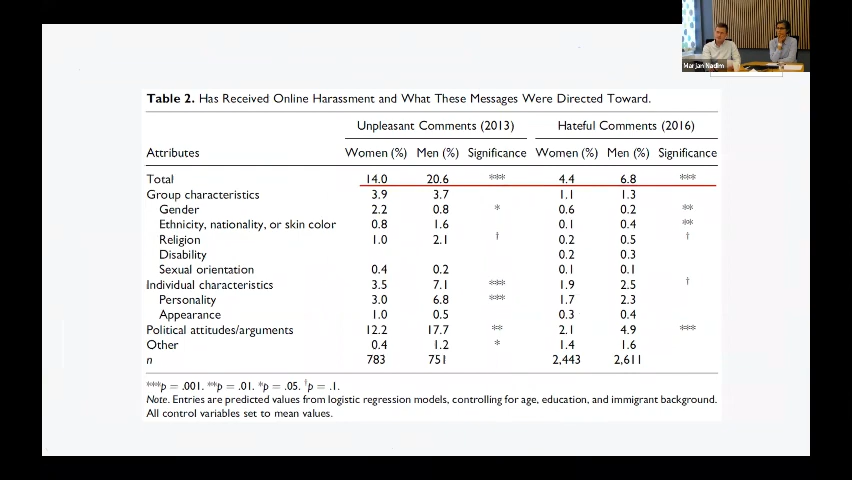 Marjan Nadim
Table 2. Has Received Online Harassment and What These Messages Were Directed Toward.
Unpleasant Comments (2013) Hateful Comments (2016)
Attributes Women (%) Men (%) Significance Women (%) Men (%) Significance
Total 14.0 20.6 *** 4.4 6.8 ***
Group characteristics 3.9 3.7 1.1 1.3
Gender 2.2 0.8 * 0.6 0.2 **
Ethnicity, nationality, or skin color 0.8 1.6 0.1 0.4 **
Religion 1.0 2.1 † 0.2 0.5 †
Disability 0.2 0.3
Sexual orientation 0.4 0.2 0.1 0.1
Individual characteristics 3.5 7.1 *** 1.9 2.5 †
Personality 3.0 6.8 *** 1.7 2.3
Appearance 1.0 0.5 0.3 0.4
Political attitudes/arguments 12.2 17.7 ** 2.1 4.9 ***
Other 0.4 1.2 * 1.4 1.6
n 783 751 2,443 2,611
***p = .001. **p = .01. *p = .05. †p = .1.
Note. Entries are predicted values from logistic regression models, controlling for age, education, and immigrant background.
All control variables set to mean values.